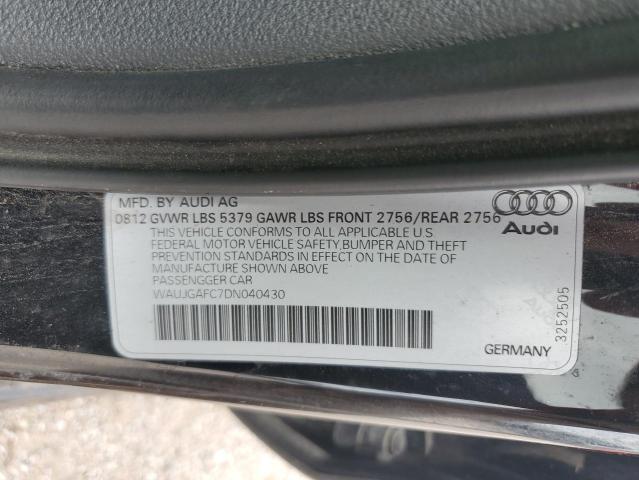 MFD. BY AUDI AG
0812 GVWR LBS 5379 GAWR LBS FRONT 2756/REAR 2756
THIS VEHICLE CONFORMS TO ALL APPLICABLE U.S
FEDERAL MOTOR VEHICLE SAFETY,BUMPER AND THEFT
PREVENTION STANDARDS IN EFFECT ON THE DATE OF
MANUFACTURE SHOWN ABOVE
PASSENGGER CAR
WAUJGAFC7DN040430
Audi
3252505
GERMANY
G